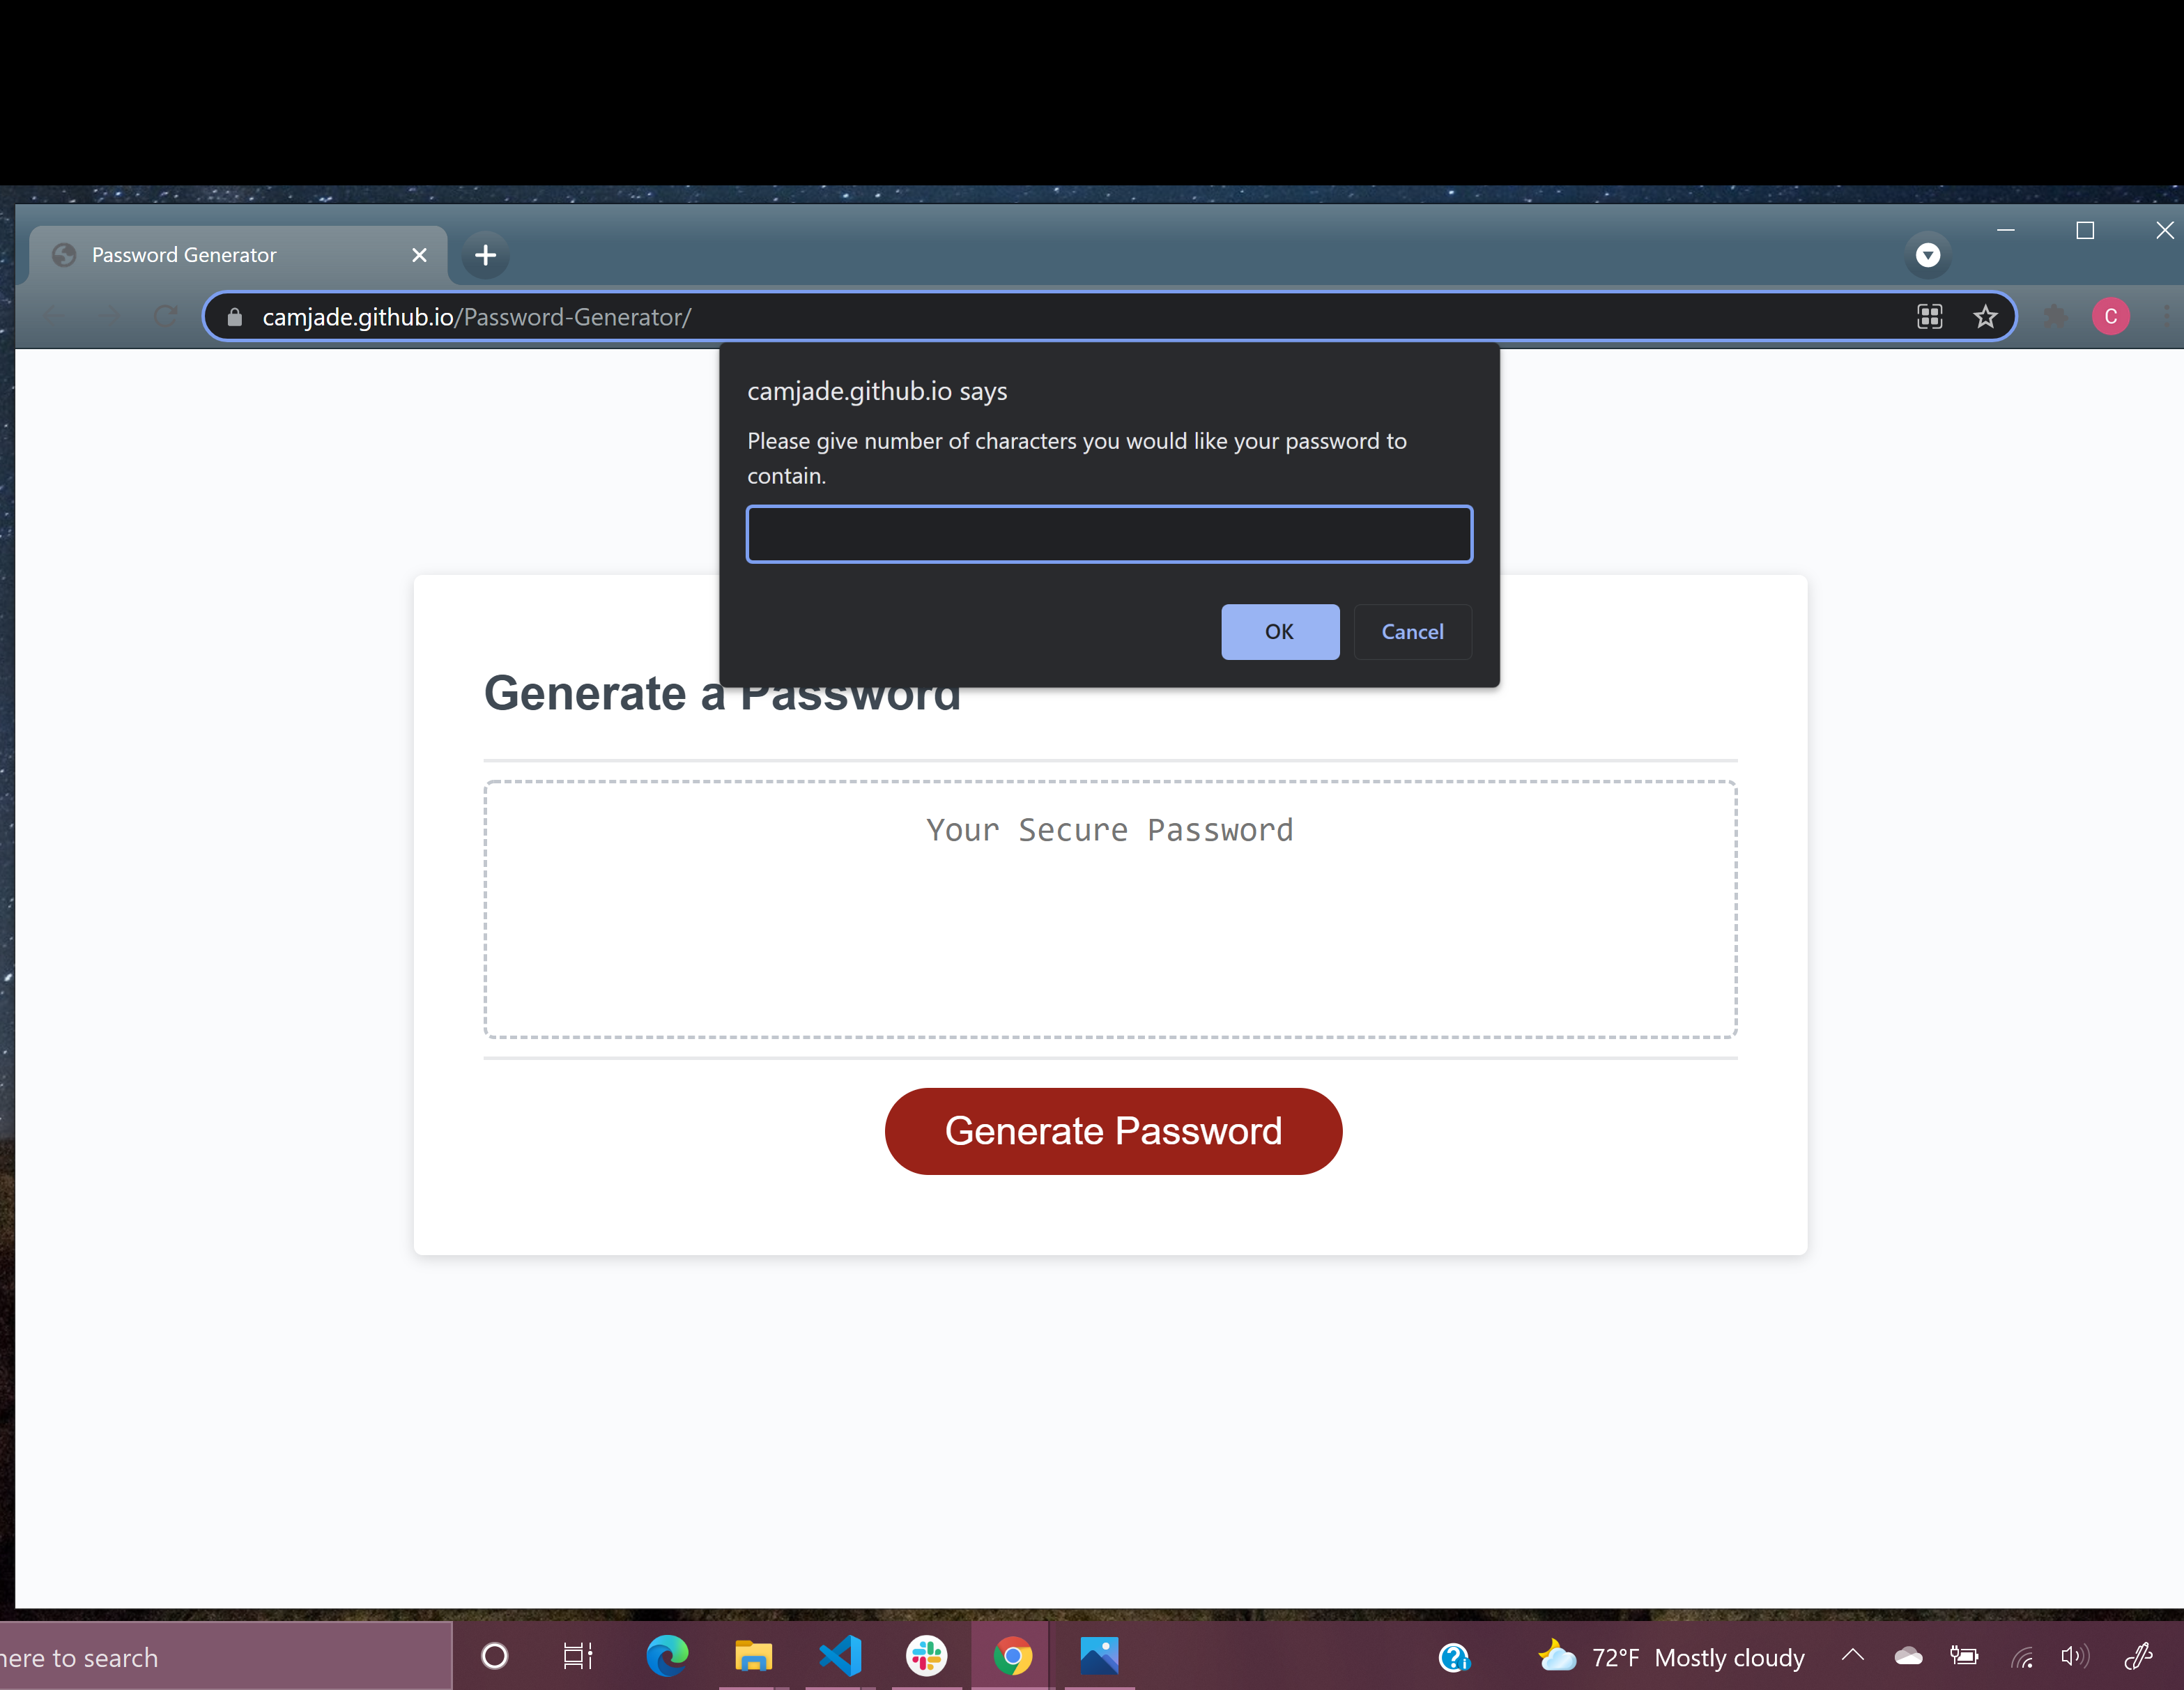 Password Generator
camjade.github.io/Password-Generator/
C
camjade.github.io says
Please give number of characters you would like your password to
contain.
OK
Cancel
Generate a Password
Your Secure Password
Generate Password
to search
72°F Mostly cloudy